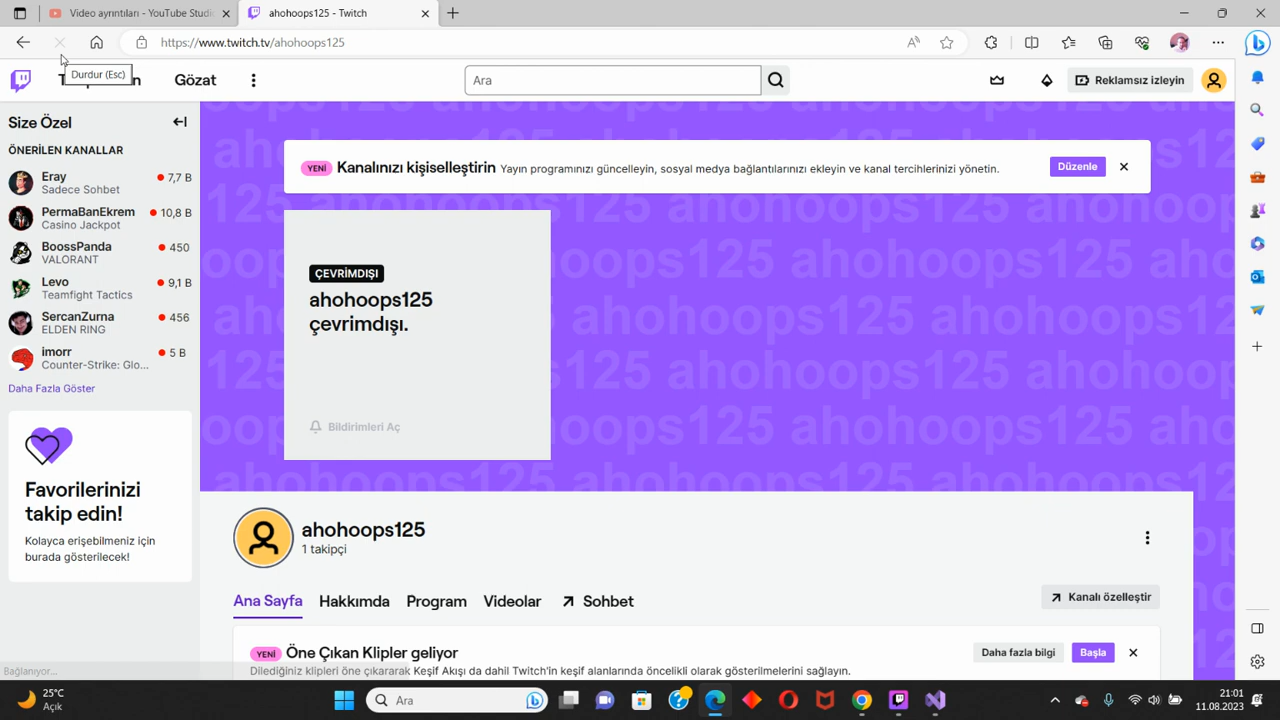 Video ayrıntıları - YouTube Studi
ahohoops125 - Twitch
https://www.twitch.tv/ahohoops125
Durdur (Esc)
Gözat
Ara
Reklamsız izleyin
Size Özel
ÖNERİLEN KANALLAR
Eray
7,7 B
Sadece Sohbet
PermaBanEkrem
10,8 B
Casino Jackpot
BoossPanda
450
VALORANT
Levo
9,1 B
Teamfight Tactics
SercanZurna
456
ELDEN RING
imorr
5 B
Counter-Strike: Glo...
Daha Fazla Göster
Favorilerinizi
takip edin!
Kolayca erişebilmeniz için
burada gösterilecek!
Bağlanıyor...
YENİ Kanalınızı kişiselleştirin Yayın programınızı güncelleyin, sosyal medya bağlantılarınızı ekleyin ve kanal tercihlerinizi yönetin.
Düzenle
ÇEVRİMDIŞI
ahohoops125
çevrimdışı.
Bildirimleri Aç
ahohoops125
1 takipçi
Ana Sayfa Hakkımda Program Videolar Sohbet
Kanalı özelleştir
YENİ Öne Çıkan Klipler geliyor
Dilediğiniz klipleri öne çıkararak Keşif Akışı da dahil Twitch'in keşif alanlarında öncelikli olarak gösterilmelerini sağlayın.
Daha fazla bilgi
Başla
25°C
Açık
Ara
21:01
11.08.2023